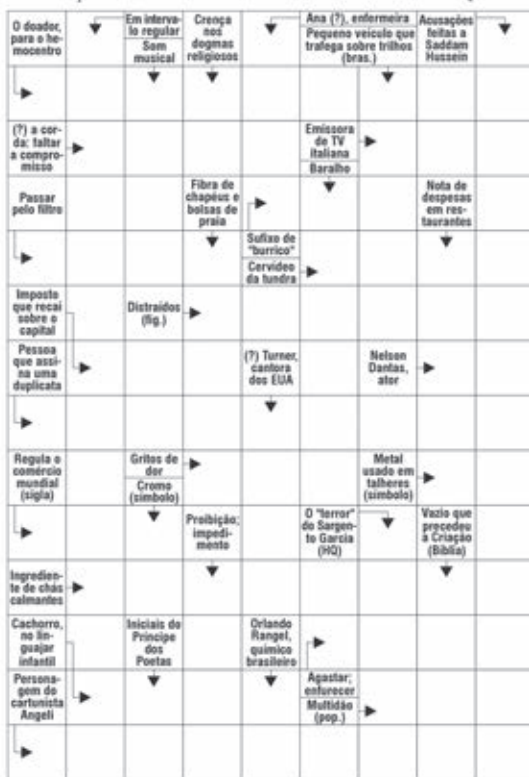 O doador,
para o he-
mocentro
Em interva-
lo regular
Som
musical
Crença
nos
dogmas
religiosos
Ana (?), enfermeira
Pequeno veículo que
trafega sobre trilhos
(bras.)
Acusações
feitas a
Saddam
Hussein
(?) a cor-
da: faltar
a compro-
misso
Emissora
de TV
italiana
Baralho
Passar
pelo filtro
Fibra de
chapéus e
bolsas de
praia
Nota de
despesas
em res-
taurantes
Sufixo de
"burrico"
Cervídeo
da tundra
Imposto
que recai
sobre o
capital
Distraídos
(fig.)
Pessoa
que assi-
na uma
duplicata
(?) Turner,
cantora
dos EUA
Nelson
Dantas,
ator
Regula o
comércio
mundial
(sigla)
Gritos de
dor
Cromo
(símbolo)
Metal
usado em
talheres
(símbolo)
Proibição;
impedi-
mento
O "terror"
do Sargen-
to Garcia
(HQ)
Vazio que
precedeu
a Criação
(Bíblia)
Ingredien-
te de chás
calmantes
Cachorro,
no lin-
guajar
infantil
Iniciais do
Príncipe
dos
Poetas
Orlando
Rangel,
químico
brasileiro
Persona-
gem do
cartunista
Angeli
Agastar;
enfurecer
Multidão
(pop.)